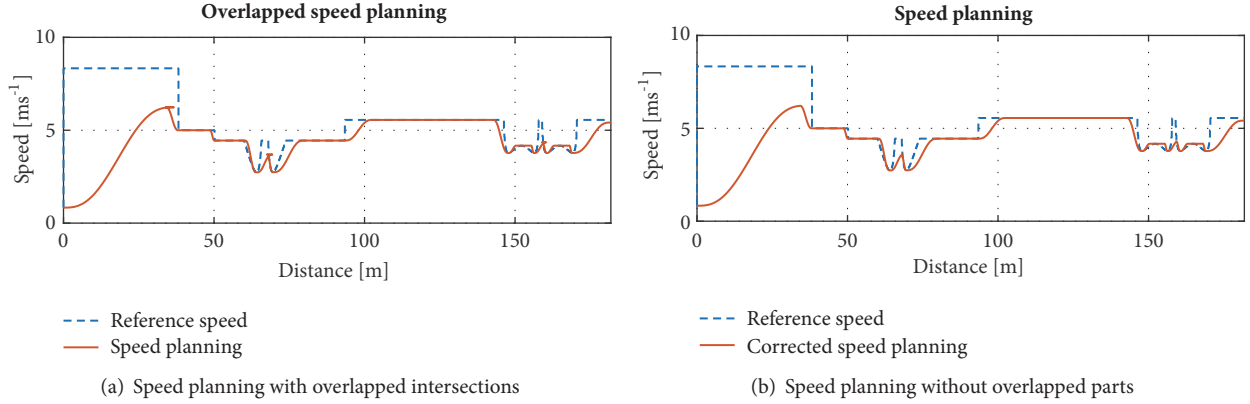 Overlapped speed planning
10
5
0
Speed [ms⁻¹]
0 50 100 150
Distance [m]
Reference speed
Speed planning
(a) Speed planning with overlapped intersections
Speed planning
10
5
0
Speed [ms⁻¹]
0 50 100 150
Distance [m]
Reference speed
Corrected speed planning
(b) Speed planning without overlapped parts